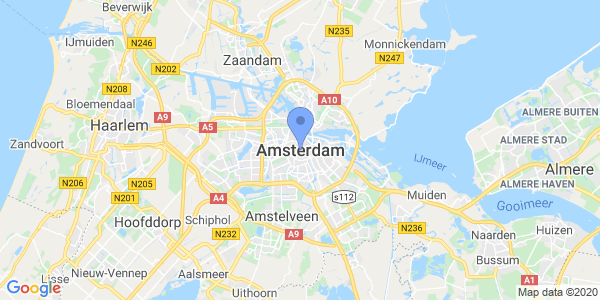 Beverwijk
N235
IJmuiden
N246
Monnickendam
Zaandam
N247
N202
N208
Bloemendaal
A10
ALMERE BUITEN
A9
Haarlem
A5
ALMERE STAD
Zandvoort
Amsterdam
IJmeer
Almere
N206
N205
ALMERE HAVEN
N201
A4
s112
Muiden
Gooimeer
Hoofddorp
Schiphol
Amstelveen
N232
A9
N236
Naarden
Huizen
Bussum
Nieuw-Vennep
Aalsmeer
Lisse
A1
Google
Uithoorn
Map data ©2020